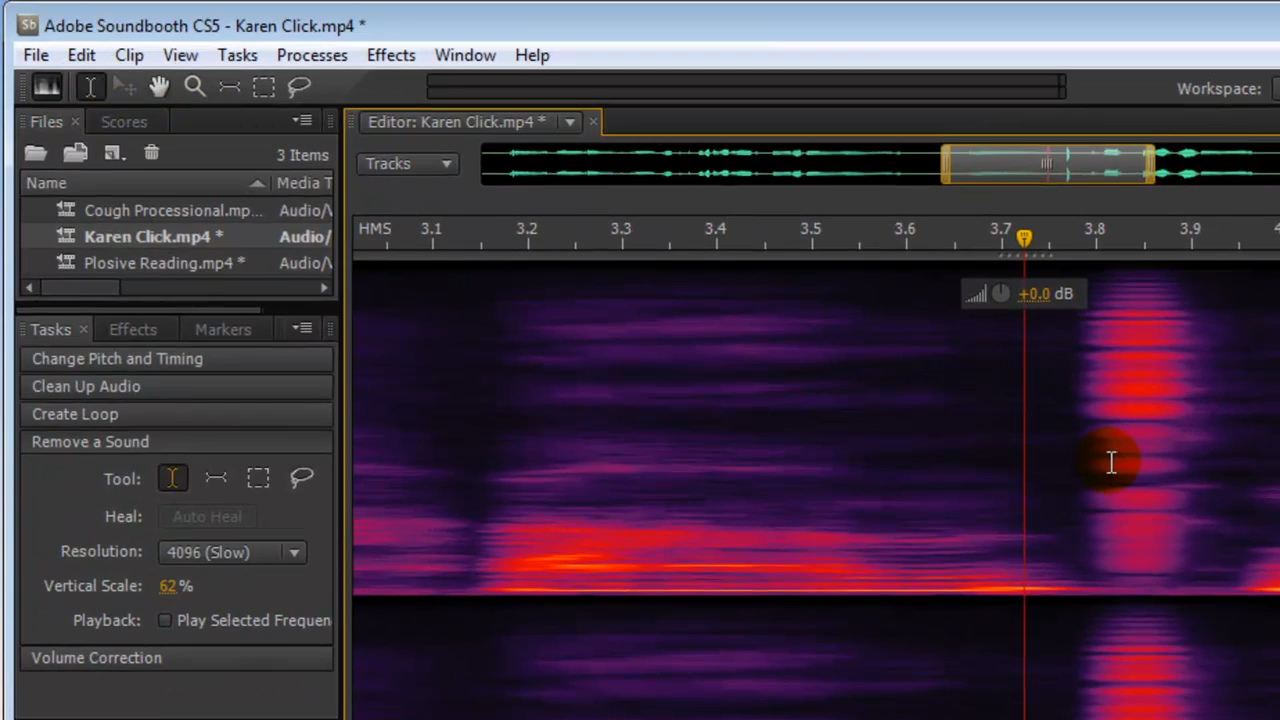 Sb Adobe Soundbooth CS5 - Karen Click.mp4 *
File Edit Clip View Tasks Processes Effects Window Help
Workspace:
Files Scores
Editor: Karen Click.mp4 *
3 Items
Tracks
Name Media T
Cough Processional.mp... Audio/V
Karen Click.mp4 * Audio/
Plosive Reading.mp4 * Audio/V
HMS 3.1 3.2 3.3 3.4 3.5 3.6 3.7 3.8 3.9 4
+0.0 dB
Tasks Effects Markers
Change Pitch and Timing
Clean Up Audio
Create Loop
Remove a Sound
Tool:
Heal: Auto Heal
Resolution: 4096 (Slow)
Vertical Scale: 62 %
Playback: Play Selected Frequen
Volume Correction